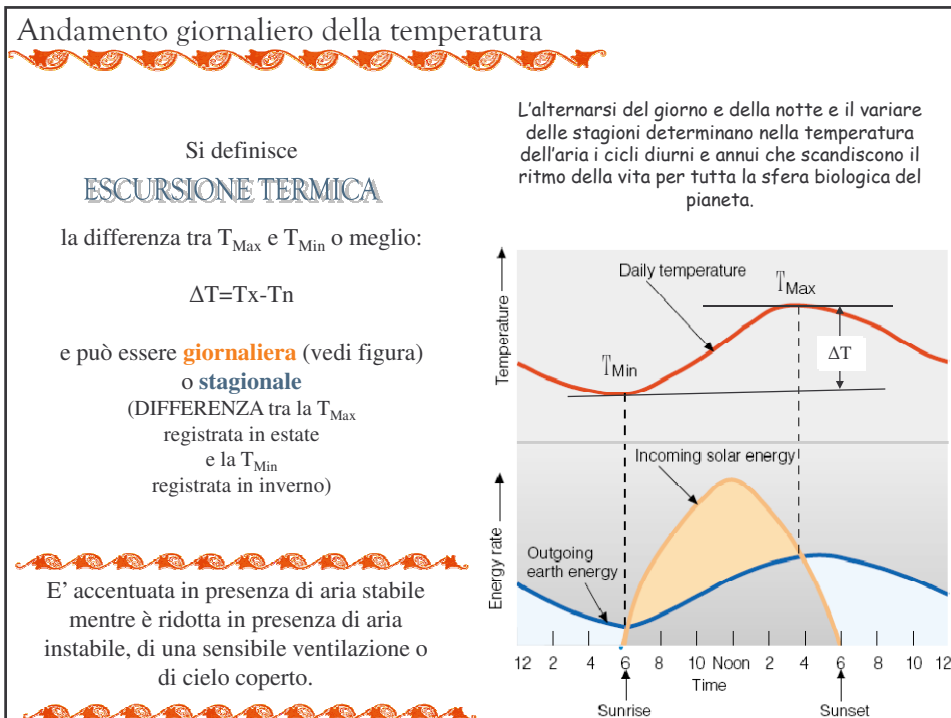 Andamento giornaliero della temperatura
Si definisce
ESCURSIONE TERMICA
la differenza tra TMax e TMin o meglio:
ΔT=Tx-Tn
e può essere giornaliera (vedi figura)
o stagionale
(DIFFERENZA tra la TMax
registrata in estate
e la TMin
registrata in inverno)
E' accentuata in presenza di aria stabile
mentre è ridotta in presenza di aria
instabile, di una sensibile ventilazione o
di cielo coperto.
L'alternarsi del giorno e della notte e il variare
delle stagioni determinano nella temperatura
dell'aria i cicli diurni e annui che scandiscono il
ritmo della vita per tutta la sfera biologica del
pianeta.
Temperature
Daily temperature
TMax
TMin
ΔT
Energy rate
Incoming solar energy
Outgoing
earth energy
12 2 4 6 8 10 Noon 2 4 6 8 10 12
Time
Sunrise
Sunset